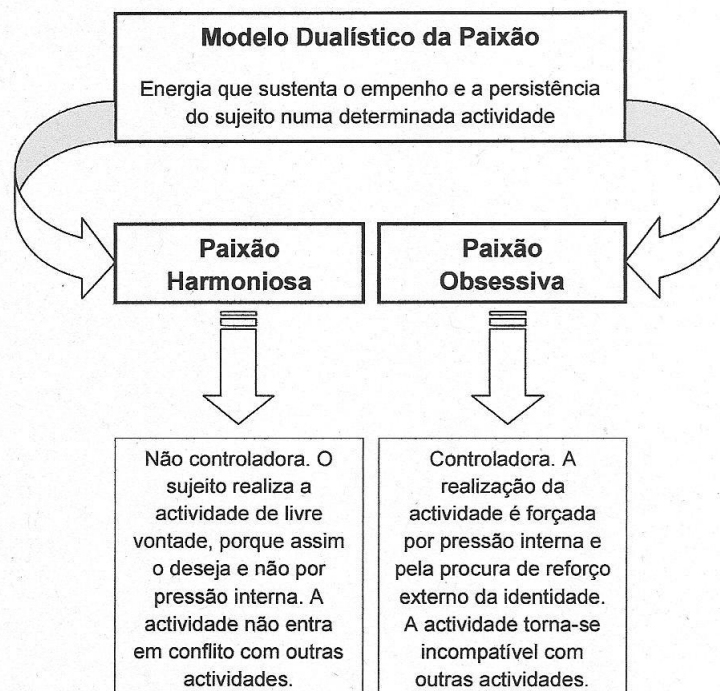 Modelo Dualístico da Paixão
Energia que sustenta o empenho e a persistência
do sujeito numa determinada actividade
Paixão
Harmoniosa
Paixão
Obsessiva
Não controladora. O
sujeito realiza a
actividade de livre
vontade, porque assim
o deseja e não por
pressão interna. A
actividade não entra
em conflito com outras
actividades.
Controladora. A
realização da
actividade é forçada
por pressão interna e
pela procura de reforço
externo da identidade.
A actividade torna-se
incompatível com
outras actividades.